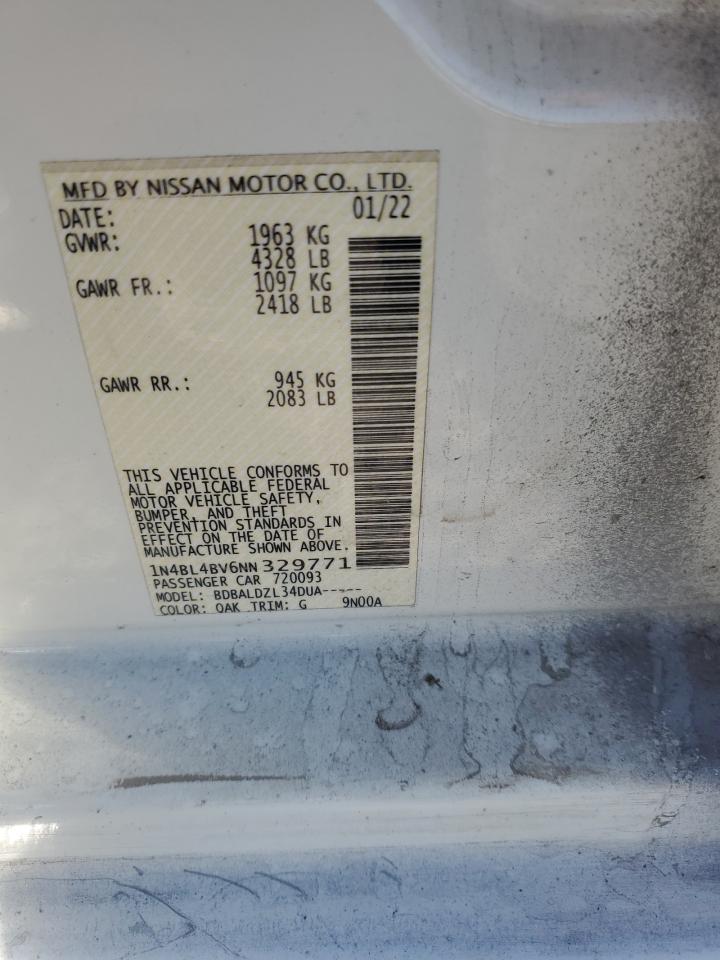 MFD BY NISSAN MOTOR CO., LTD.
DATE: 01/22
GVWR: 1963 KG
4328 LB
GAWR FR.: 1097 KG
2418 LB
GAWR RR.: 945 KG
2083 LB
THIS VEHICLE CONFORMS TO
ALL APPLICABLE FEDERAL
MOTOR VEHICLE SAFETY,
BUMPER, AND THEFT
PREVENTION STANDARDS IN
EFFECT ON THE DATE OF
MANUFACTURE SHOWN ABOVE.
1N4BL4BV6NN329771
PASSENGER CAR 720093
MODEL: BDBALDZL34DUA-----
COLOR: QAK TRIM: G 9N00A